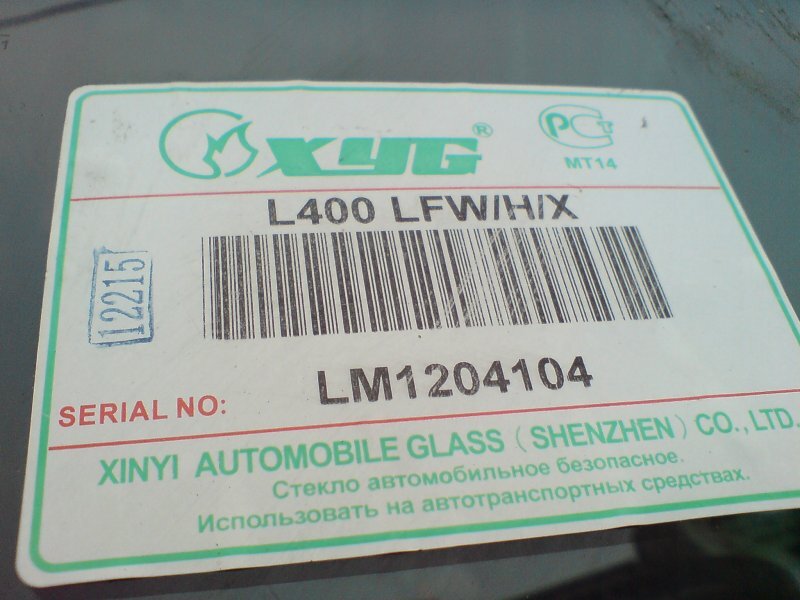 XYG®
PCT
MT14
L400 LFW/H/X
12215
LM1204104
SERIAL NO:
XINYI AUTOMOBILE GLASS (SHENZHEN) CO., LTD.
Стекло автомобильное безопасное.
Использовать на автотранспортных средствах.